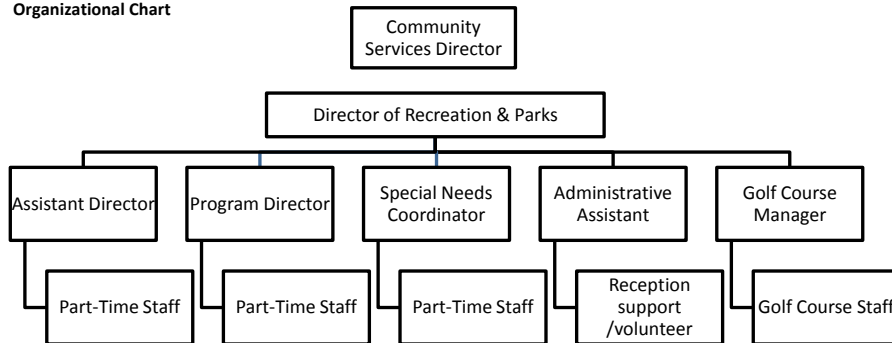 Organizational Chart
Community
Services Director
Director of Recreation & Parks
Assistant Director
Program Director
Special Needs
Coordinator
Administrative
Assistant
Golf Course
Manager
Part-Time Staff
Part-Time Staff
Part-Time Staff
Reception
support
/volunteer
Golf Course Staff